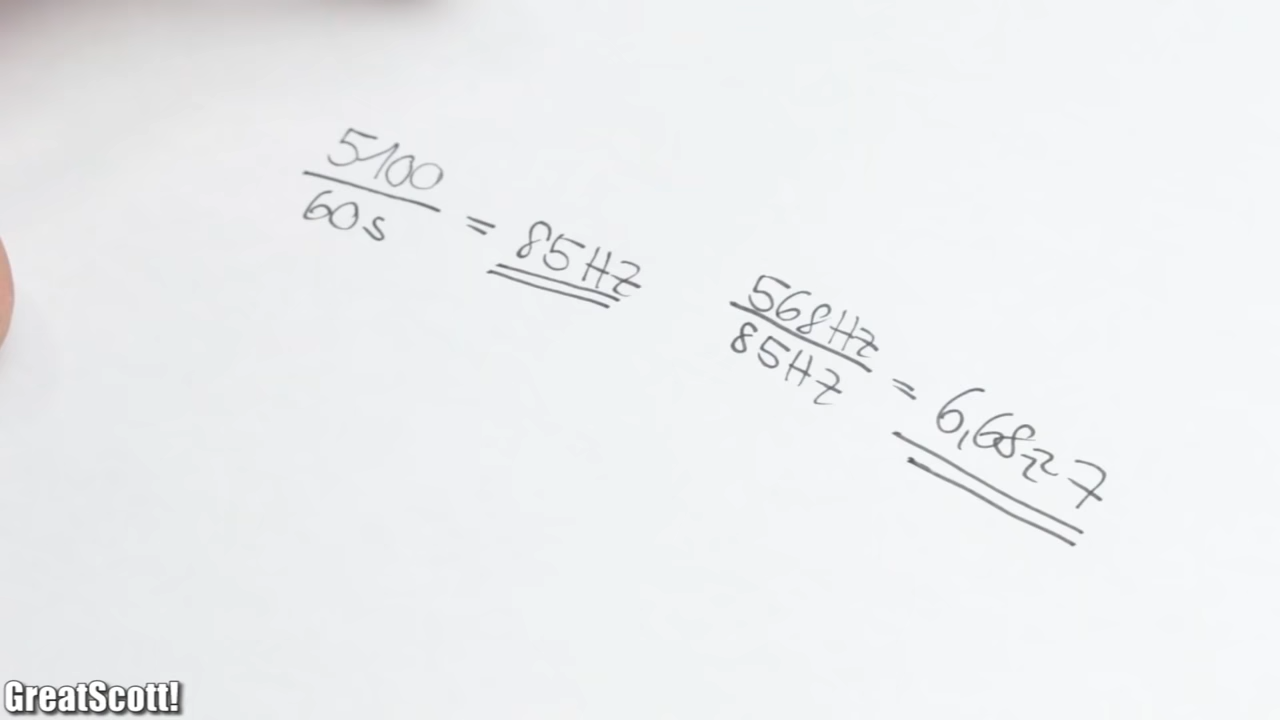 5100
60s
= 85Hz
568Hz
85Hz
= 6,68 ≈ 7
GreatScott!